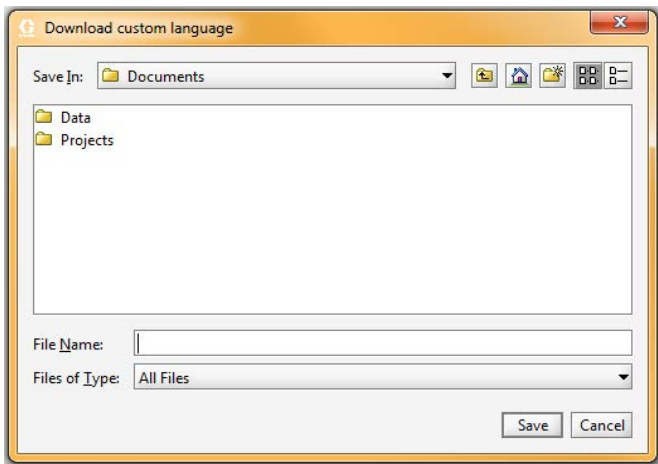 Download custom language
Save In: Documents
Data
Projects
File Name:
Files of Type: All Files
Save Cancel